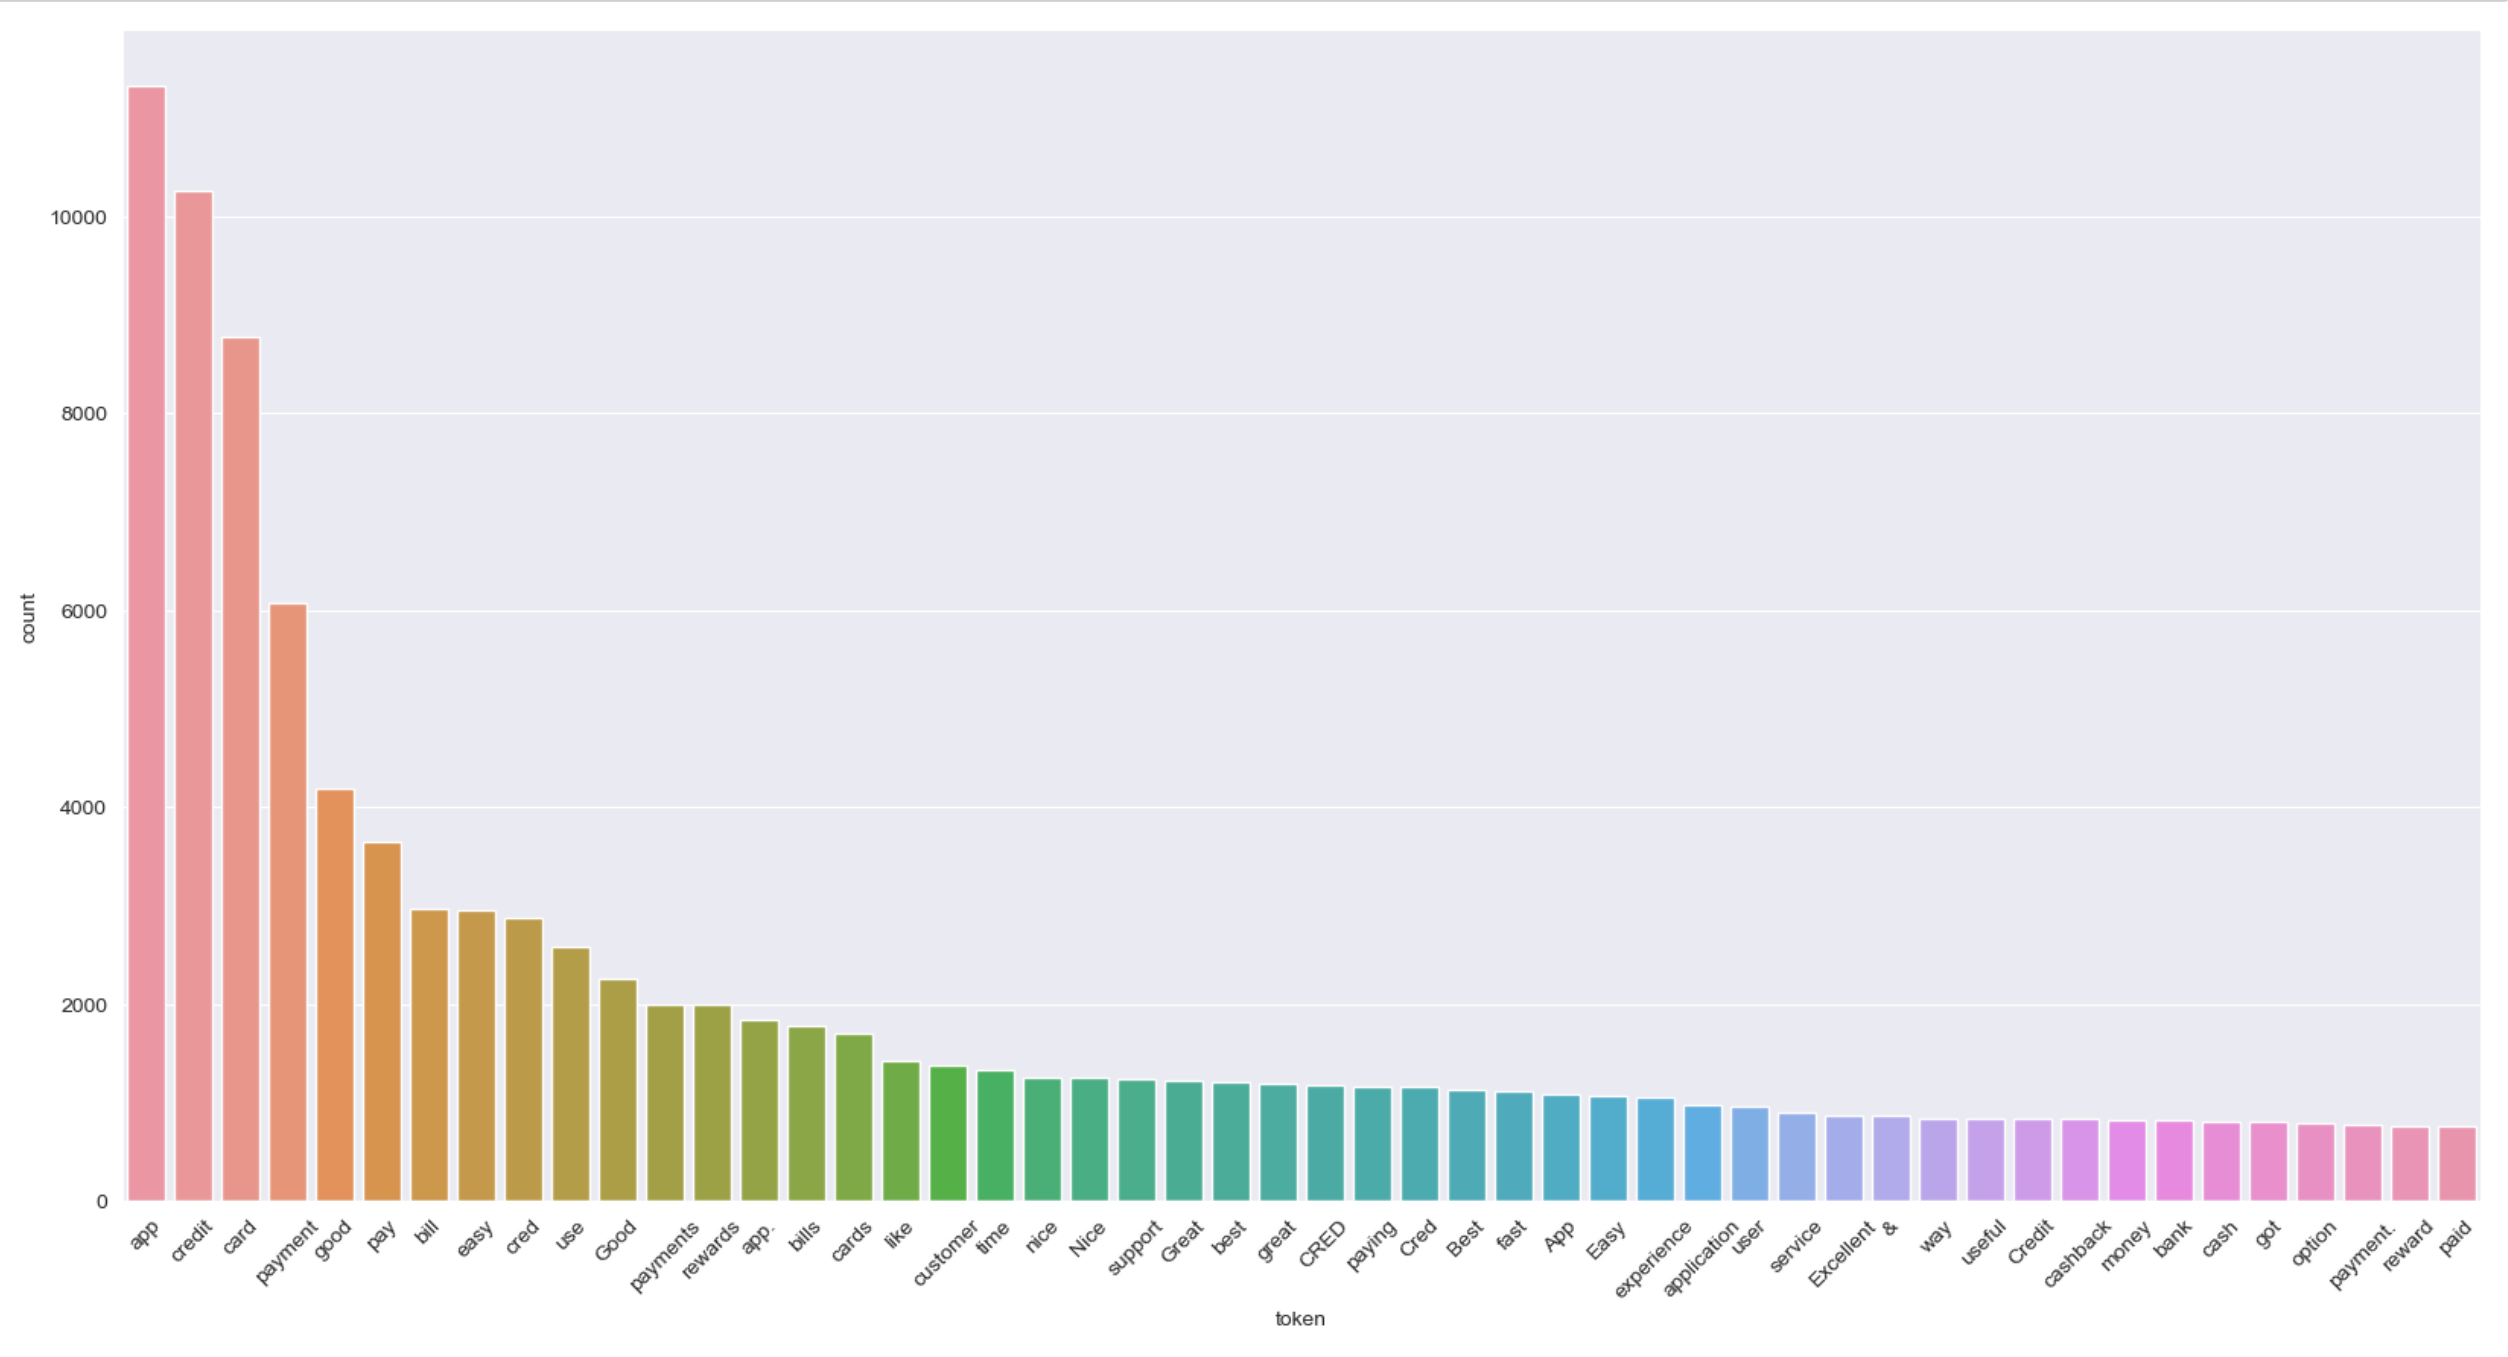 count
10000
8000
6000
4000
2000
0
app
credit
card
payment
good
pay
bill
easy
cred
use
Good
payments
rewards
app.
bills
cards
like
customer
time
nice
Nice
support
Great
best
great
CRED
paying
Cred
Best
fast
App
Easy
experience
application
user
service
Excellent
&
way
useful
Credit
cashback
money
bank
cash
got
option
payment.
reward
paid
token